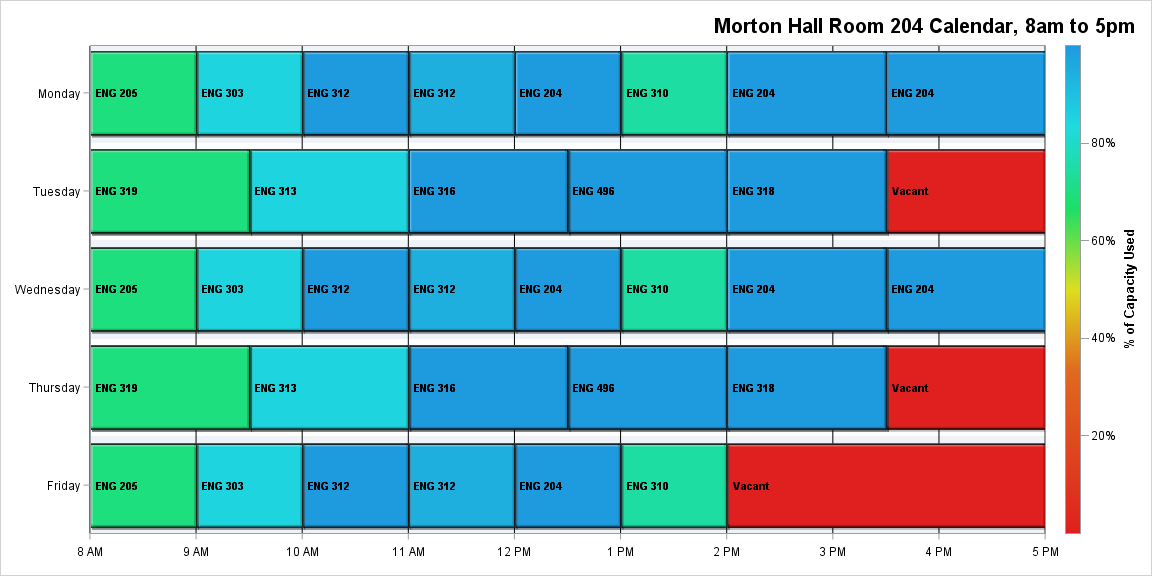 Morton Hall Room 204 Calendar, 8am to 5pm
Monday ENG 205 ENG 303 ENG 312 ENG 312 ENG 204 ENG 310 ENG 204 ENG 204
Tuesday ENG 319 ENG 313 ENG 316 ENG 496 ENG 318 Vacant
Wednesday ENG 205 ENG 303 ENG 312 ENG 312 ENG 204 ENG 310 ENG 204 ENG 204
Thursday ENG 319 ENG 313 ENG 316 ENG 496 ENG 318 Vacant
Friday ENG 205 ENG 303 ENG 312 ENG 312 ENG 204 ENG 310 Vacant
8 AM 9 AM 10 AM 11 AM 12 PM 1 PM 2 PM 3 PM 4 PM 5 PM
80%
60%
40%
20%
% of Capacity Used